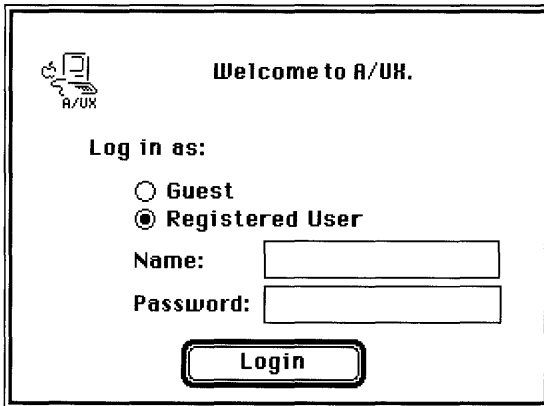 Welcome to A/UX.
A/UX
Log in as:
Guest
Registered User
Name:
Password:
Login